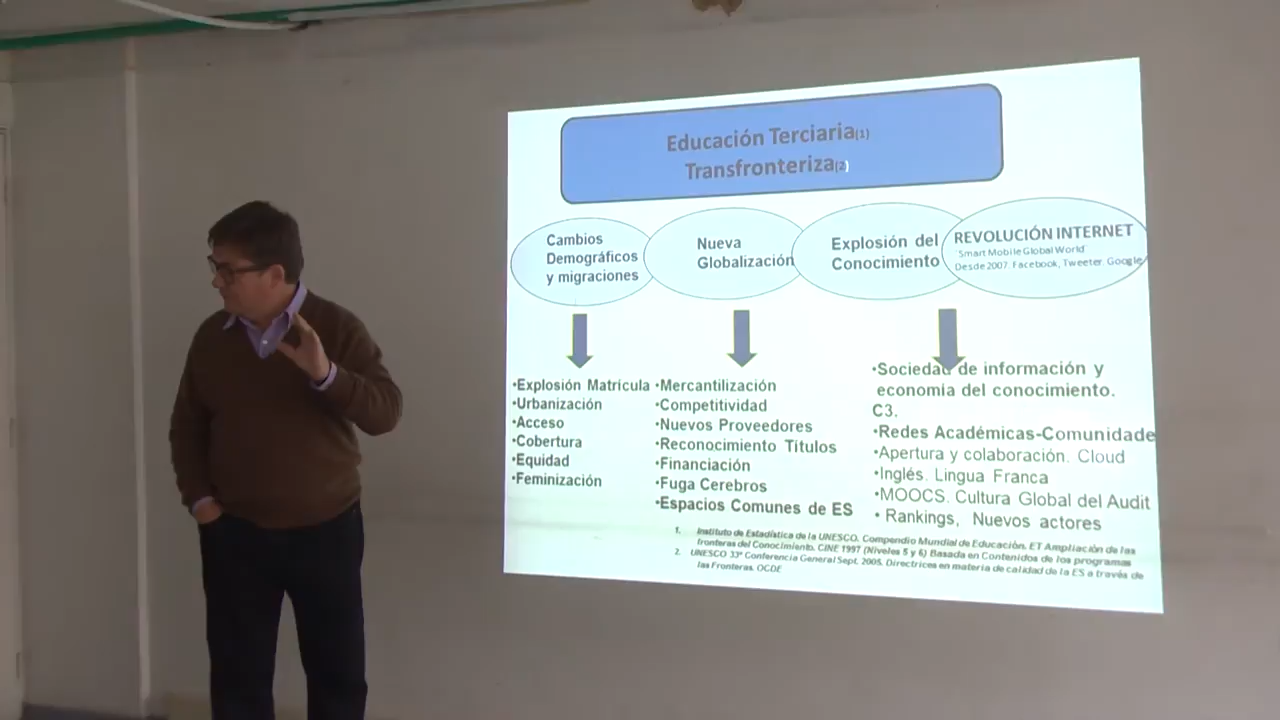 Educación Terciaria(1)
Transfronteriza(2)
Cambios
Demográficos
y migraciones
Nueva
Globalización
Explosión del
Conocimiento
REVOLUCIÓN INTERNET
Smart Mobile Global World
Desde 2007. Facebook, Tweeter. Google
•Explosión Matrícula
•Urbanización
•Acceso
•Cobertura
•Equidad
•Feminización
•Mercantilización
•Competitividad
•Nuevos Proveedores
•Reconocimiento Títulos
•Financiación
•Fuga Cerebros
•Espacios Comunes de ES
•Sociedad de información y
economía del conocimiento.
C3.
•Redes Académicas-Comunidade
•Apertura y colaboración. Cloud
•Inglés. Lingua Franca
•MOOCS. Cultura Global del Audit
• Rankings, Nuevos actores
1. Instituto de Estadística de la UNESCO. Compendio Mundial de Educación. ET Ampliación de las
fronteras del Conocimiento. CINE 1997 (Niveles 5 y 6) Basada en Contenidos de los programas
2. UNESCO 33ª Conferencia General Sept. 2005. Directrices en materia de calidad de la ES a través de
las Fronteras. OCDE